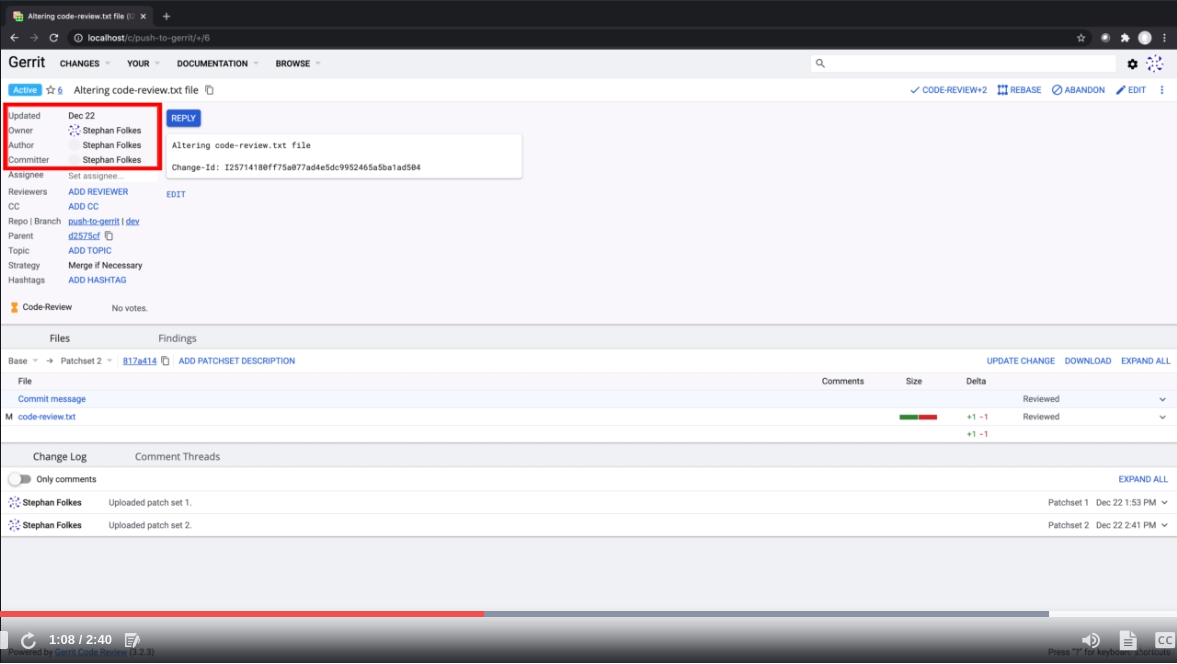 Altering code-review.txt file (
localhost/c/push-to-gerrit/+/6
Gerrit CHANGES YOUR DOCUMENTATION BROWSE
Active 6 Altering code-review.txt file CODE-REVIEW+2 REBASE ABANDON EDIT
Updated Dec 22
Owner Stephan Folkes
Author Stephan Folkes
Committer Stephan Folkes
Assignee Set assignee...
Reviewers ADD REVIEWER
CC ADD CC
Repo | Branch push-to-gerrit | dev
Parent d2575cf
Topic ADD TOPIC
Strategy Merge if Necessary
Hashtags ADD HASHTAG
Code-Review No votes.
REPLY
Altering code-review.txt file
Change-Id: I25714180ff75a077ad4e5dc9952465a5ba1ad504
EDIT
Files Findings
Base → Patchset 2 817a414 ADD PATCHSET DESCRIPTION UPDATE CHANGE DOWNLOAD EXPAND ALL
File Comments Size Delta
Commit message Reviewed
M code-review.txt +1 -1 Reviewed
+1 -1
Change Log Comment Threads
Only comments EXPAND ALL
Stephan Folkes Uploaded patch set 1. Patchset 1 Dec 22 1:53 PM
Stephan Folkes Uploaded patch set 2. Patchset 2 Dec 22 2:41 PM
1:08 / 2:40 CC
Powered by Gerrit Code Review (3.2.3) Press "?" for keyboard shortcuts